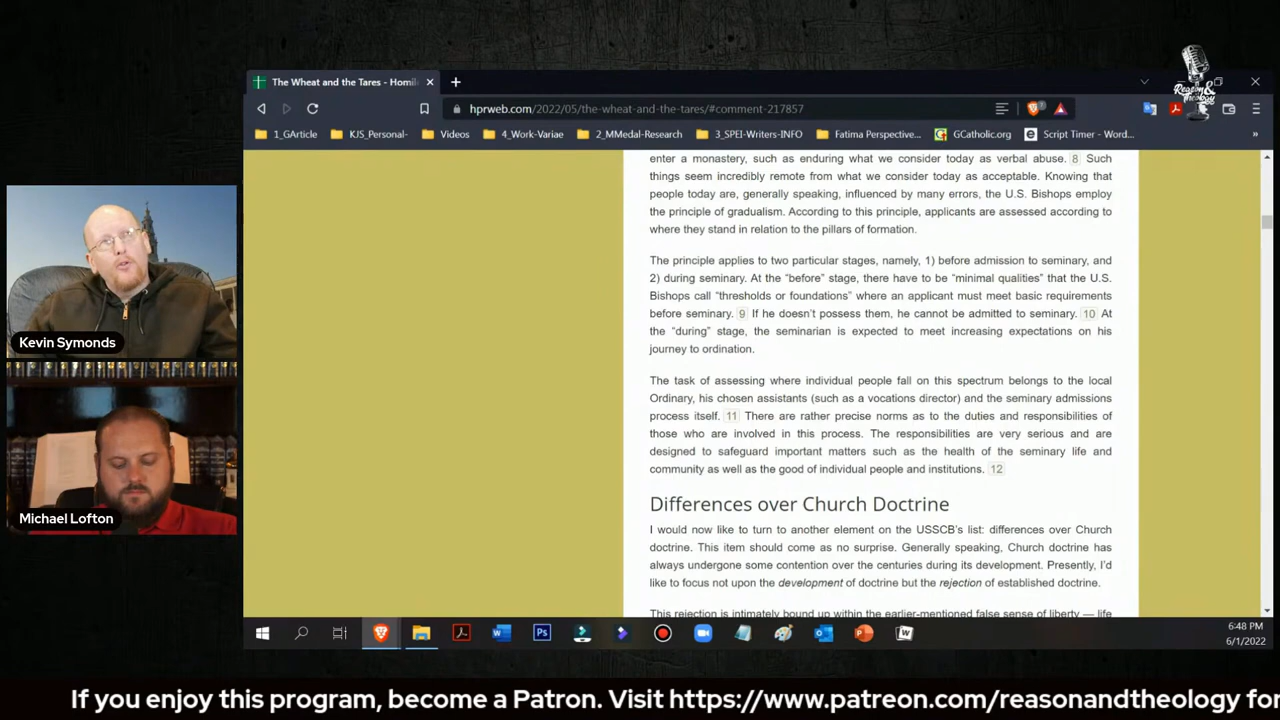 Reason &
Theology
The Wheat and the Tares - Homil
hprweb.com/2022/05/the-wheat-and-the-tares/#comment-217857
1_GArticle
KJS_Personal-
Videos
4_Work-Variae
2_MMedal-Research
3_SPEI-Writers-INFO
Fatima Perspective...
GCatholic.org
Script Timer - Word...
enter a monastery, such as enduring what we consider today as verbal abuse. 8 Such
things seem incredibly remote from what we consider today as acceptable. Knowing that
people today are, generally speaking, influenced by many errors, the U.S. Bishops employ
the principle of gradualism. According to this principle, applicants are assessed according to
where they stand in relation to the pillars of formation.
The principle applies to two particular stages, namely, 1) before admission to seminary, and
2) during seminary. At the “before” stage, there have to be “minimal qualities” that the U.S.
Bishops call “thresholds or foundations” where an applicant must meet basic requirements
before seminary. 9 If he doesn’t possess them, he cannot be admitted to seminary. 10 At
the “during” stage, the seminarian is expected to meet increasing expectations on his
journey to ordination.
The task of assessing where individual people fall on this spectrum belongs to the local
Ordinary, his chosen assistants (such as a vocations director) and the seminary admissions
process itself. 11 There are rather precise norms as to the duties and responsibilities of
those who are involved in this process. The responsibilities are very serious and are
designed to safeguard important matters such as the health of the seminary life and
community as well as the good of individual people and institutions. 12
Differences over Church Doctrine
I would now like to turn to another element on the USSCB’s list: differences over Church
doctrine. This item should come as no surprise. Generally speaking, Church doctrine has
always undergone some contention over the centuries during its development. Presently, I’d
like to focus not upon the development of doctrine but the rejection of established doctrine.
This rejection is intimately bound up within the earlier-mentioned false sense of liberty — life
Kevin Symonds
Michael Lofton
6:48 PM
6/1/2022
If you enjoy this program, become a Patron. Visit https://www.patreon.com/reasonandtheology for